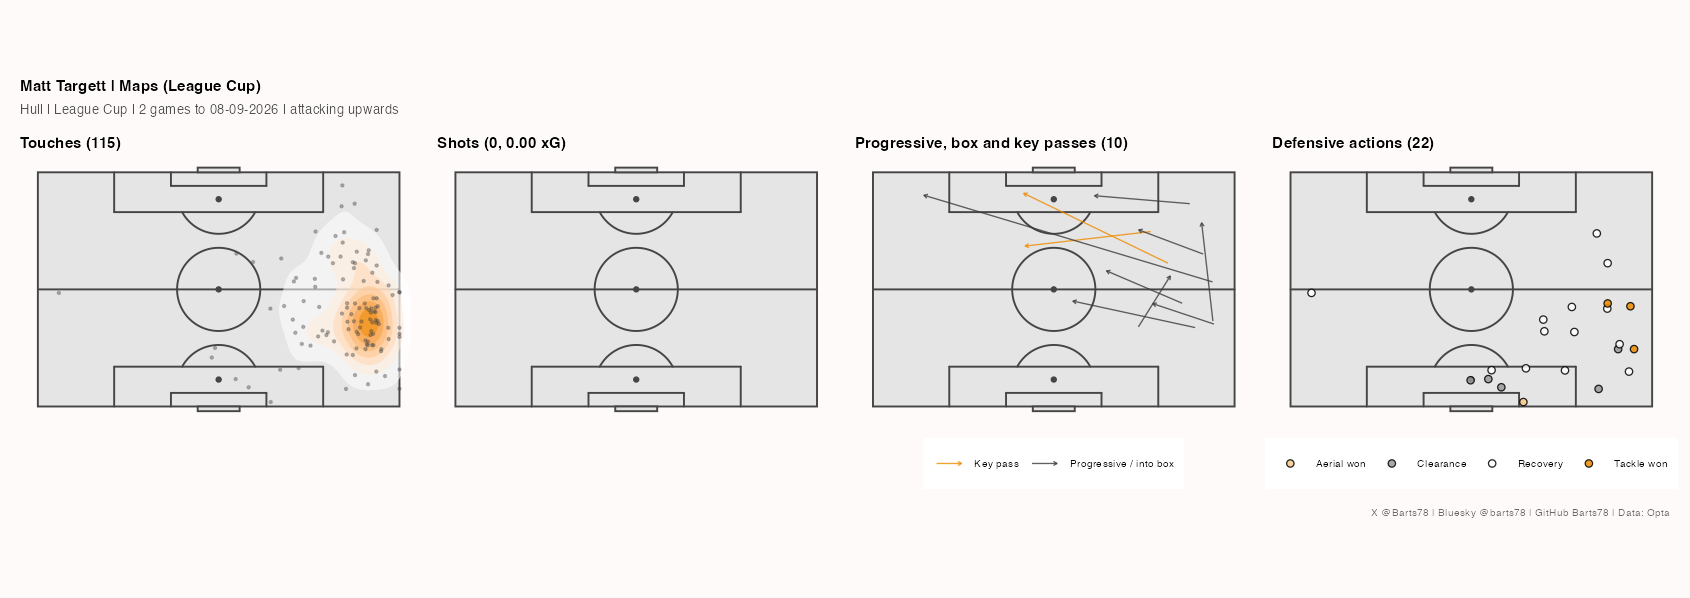 Matt Targett | Maps (League Cup)
Hull | League Cup | 2 games to 08-09-2026 | attacking upwards
Touches (115)
Shots (0, 0.00 xG)
Progressive, box and key passes (10)
Defensive actions (22)
Key pass
Progressive / into box
Aerial won
Clearance
Recovery
Tackle won
X @Barts78 | Bluesky @barts78 | GitHub Barts78 | Data: Opta